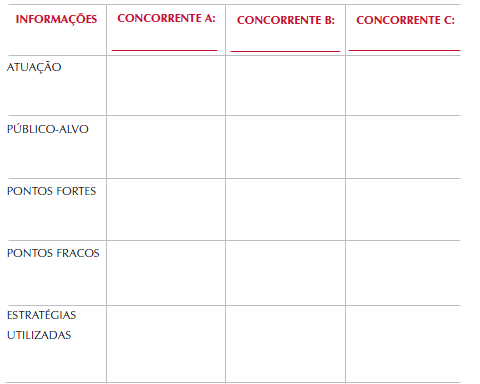 INFORMAÇÕES CONCORRENTE A: CONCORRENTE B: CONCORRENTE C:
ATUAÇÃO
PÚBLICO-ALVO
PONTOS FORTES
PONTOS FRACOS
ESTRATÉGIAS
UTILIZADAS